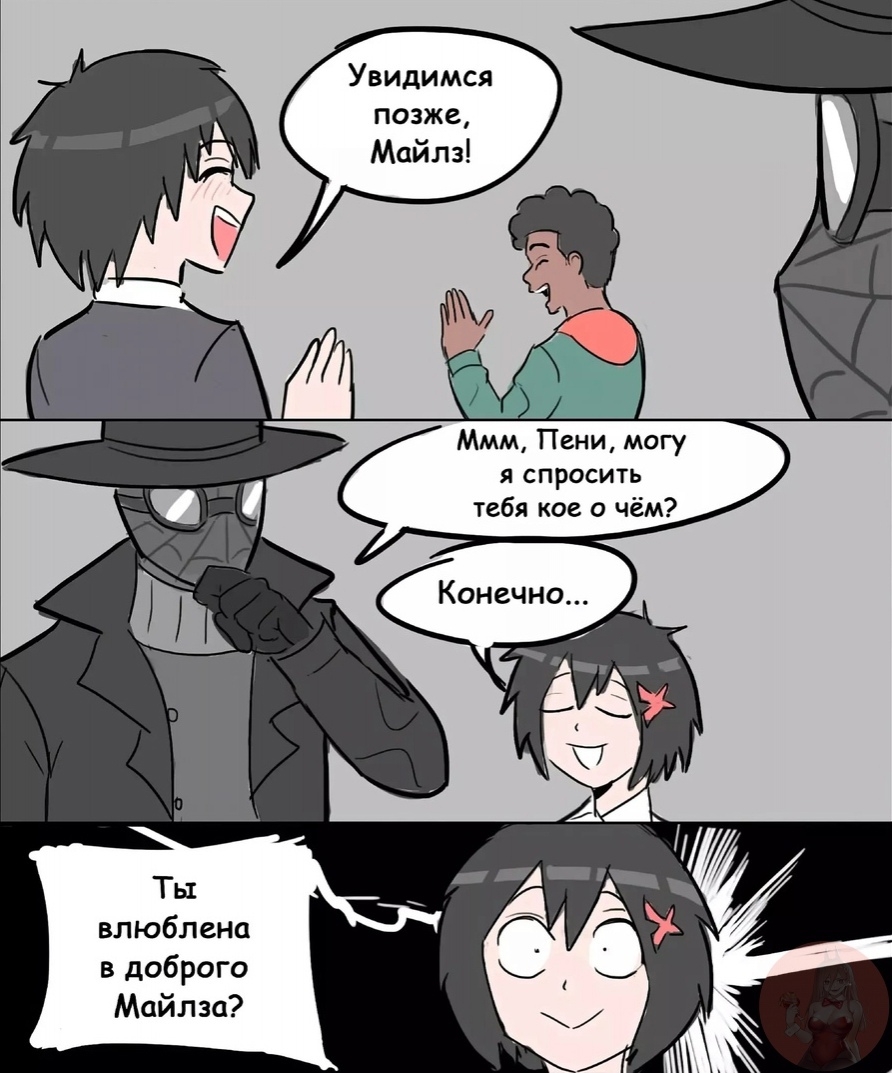 Увидимся
позже,
Майлз!
Ммм, Пени, могу
я спросить
тебя кое о чём?
Конечно...
Ты
влюблена
в доброго
Майлза?